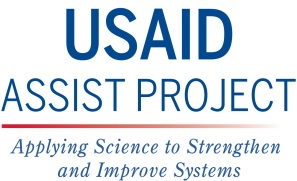 USAID
ASSIST PROJECT
Applying Science to Strengthen
and Improve Systems